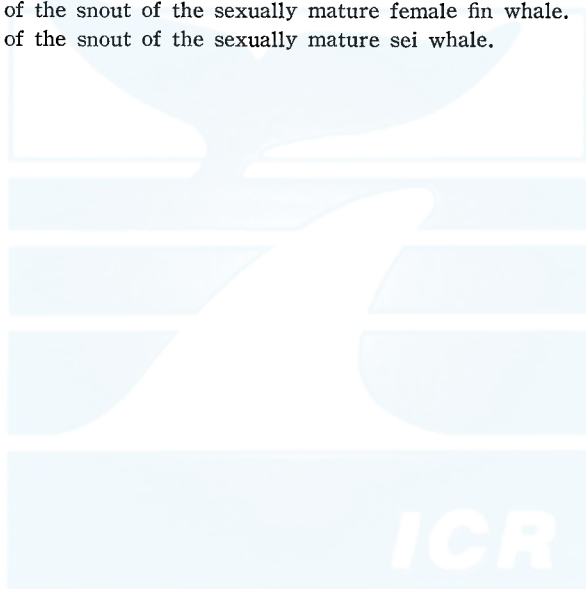 of the snout of the sexually mature female fin whale.
of the snout of the sexually mature sei whale.
ICR